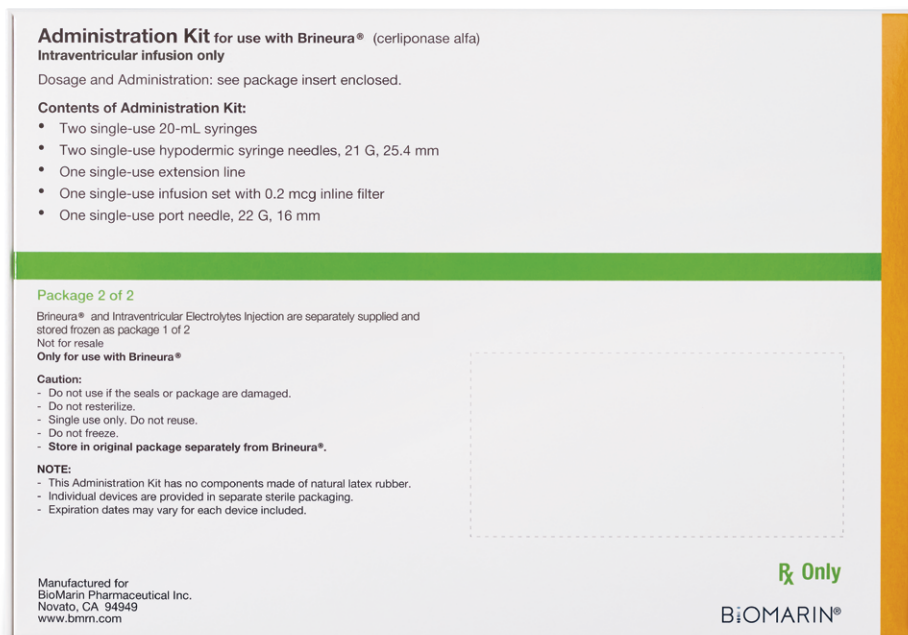 Administration Kit for use with Brineura® (cerliponase alfa)
Intraventricular infusion only
Dosage and Administration: see package insert enclosed.
Contents of Administration Kit:
• Two single-use 20-mL syringes
• Two single-use hypodermic syringe needles, 21 G, 25.4 mm
• One single-use extension line
• One single-use infusion set with 0.2 mcg inline filter
• One single-use port needle, 22 G, 16 mm
Package 2 of 2
Brineura® and Intraventricular Electrolytes Injection are separately supplied and
stored frozen as package 1 of 2
Not for resale
Only for use with Brineura®
Caution:
- Do not use if the seals or package are damaged.
- Do not resterilize.
- Single use only. Do not reuse.
- Do not freeze.
- Store in original package separately from Brineura®.
NOTE:
- This Administration Kit has no components made of natural latex rubber.
- Individual devices are provided in separate sterile packaging.
- Expiration dates may vary for each device included.
Manufactured for
BioMarin Pharmaceutical Inc.
Novato, CA 94949
www.bmrn.com
℞ Only
BIOMARIN®